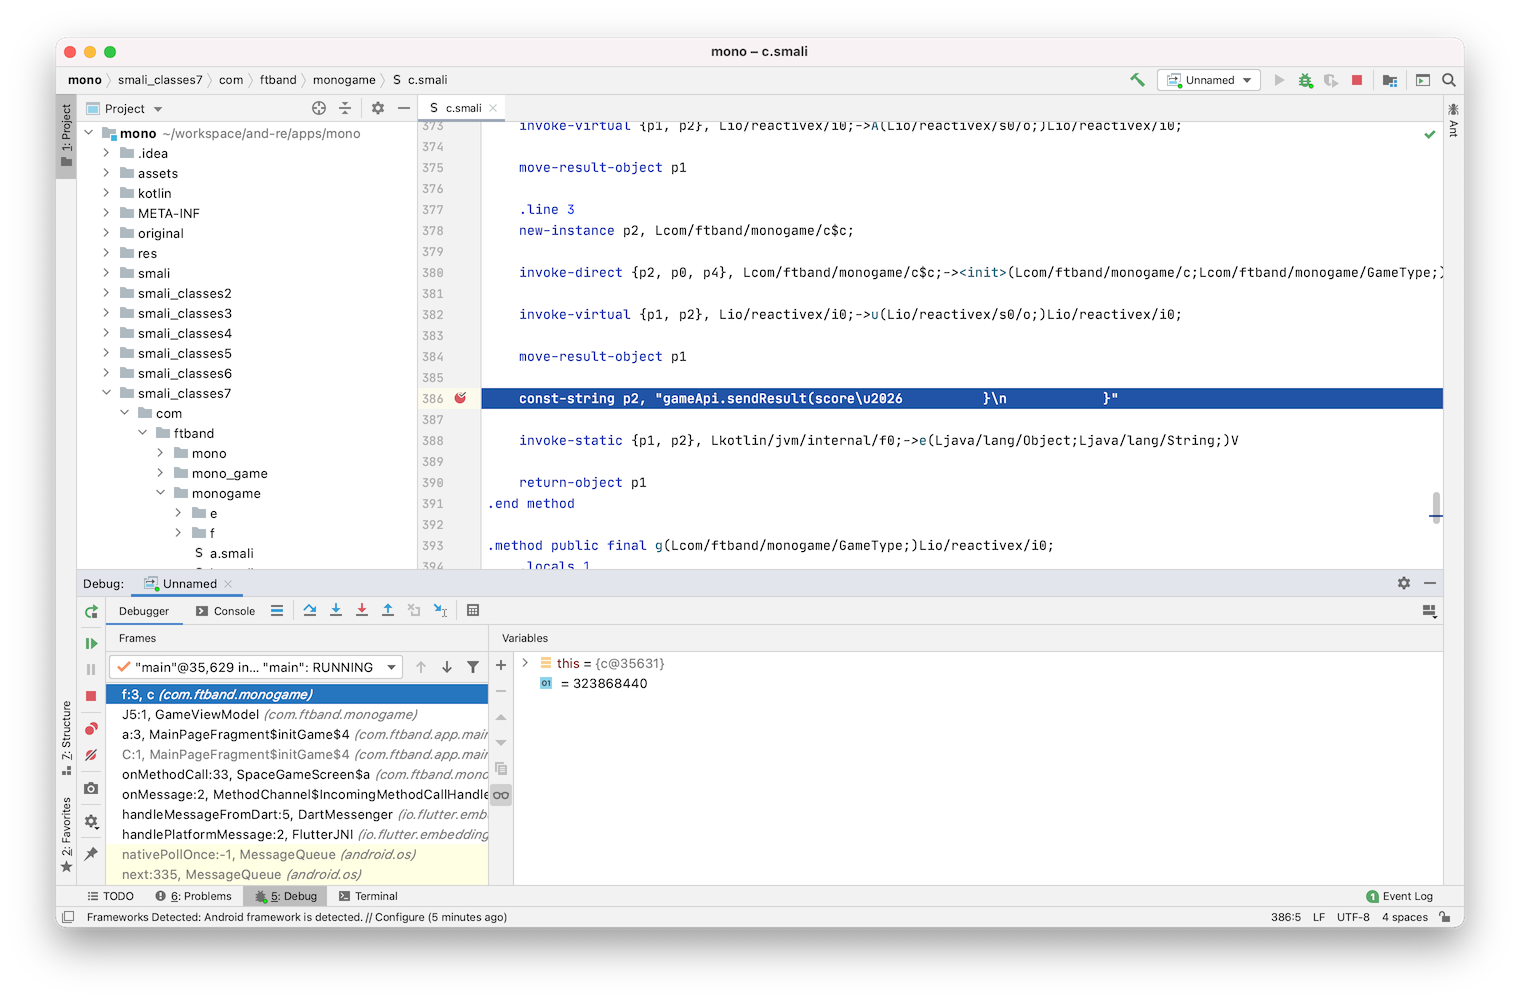 mono – c.smali
mono smali_classes7 com ftband monogame S c.smali
Unnamed
1: Project
Project
S c.smali
Ant
mono ~/workspace/and-re/apps/mono
.idea
assets
kotlin
META-INF
original
res
smali
smali_classes2
smali_classes3
smali_classes4
smali_classes5
smali_classes6
smali_classes7
com
ftband
mono
mono_game
monogame
e
f
S a.smali
373 invoke-virtual {p1, p2}, Lio/reactivex/i0;->A(Lio/reactivex/s0/o;)Lio/reactivex/i0;
374
375 move-result-object p1
376
377 .line 3
378 new-instance p2, Lcom/ftband/monogame/c$c;
379
380 invoke-direct {p2, p0, p4}, Lcom/ftband/monogame/c$c;-><init>(Lcom/ftband/monogame/c;Lcom/ftband/monogame/GameType;)
381
382 invoke-virtual {p1, p2}, Lio/reactivex/i0;->u(Lio/reactivex/s0/o;)Lio/reactivex/i0;
383
384 move-result-object p1
385
386 const-string p2, "gameApi.sendResult(score\u2026          }\n            }"
387
388 invoke-static {p1, p2}, Lkotlin/jvm/internal/f0;->e(Ljava/lang/Object;Ljava/lang/String;)V
389
390 return-object p1
391 .end method
392
393 .method public final g(Lcom/ftband/monogame/GameType;)Lio/reactivex/i0;
394 .locals 1
Debug: Unnamed
Debugger Console
Frames
Variables
"main"@35,629 in... "main": RUNNING
f:3, c (com.ftband.monogame)
J5:1, GameViewModel (com.ftband.monogame)
a:3, MainPageFragment$initGame$4 (com.ftband.app.main
C:1, MainPageFragment$initGame$4 (com.ftband.app.main
onMethodCall:33, SpaceGameScreen$a (com.ftband.mono
onMessage:2, MethodChannel$IncomingMethodCallHandle
handleMessageFromDart:5, DartMessenger (io.flutter.emb
handlePlatformMessage:2, FlutterJNI (io.flutter.embedding
nativePollOnce:-1, MessageQueue (android.os)
next:335, MessageQueue (android.os)
this = {c@35631}
01 = 323868440
Z: Structure
2: Favorites
TODO 6: Problems 5: Debug Terminal
1 Event Log
Frameworks Detected: Android framework is detected. // Configure (5 minutes ago)
386:5 LF UTF-8 4 spaces